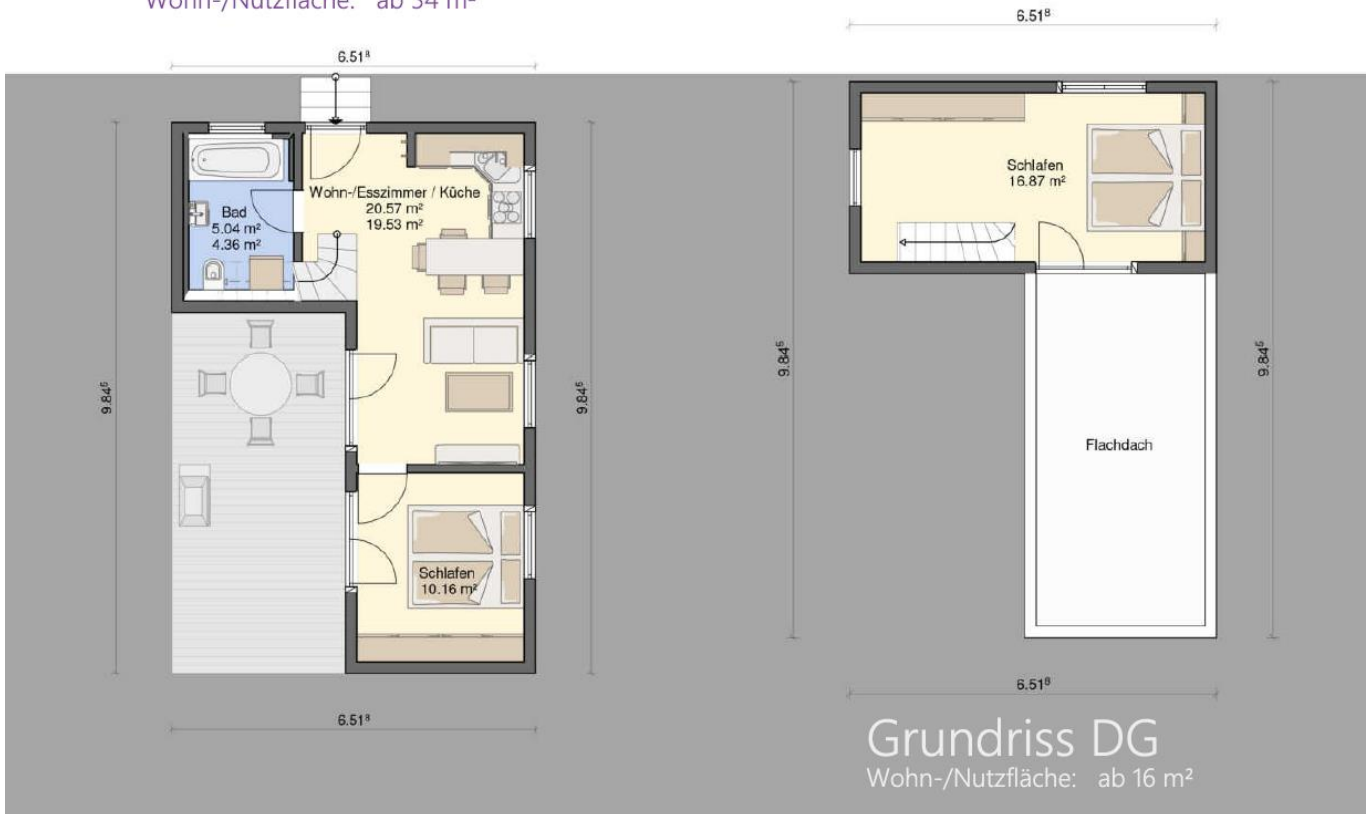 Wohn-/Nutzfläche: ab 34 m²
6.51⁸
6.51⁸
Wohn-/Esszimmer / Küche
20.57 m²
19.53 m²
Bad
5.04 m²
4.36 m²
Schlafen
16.87 m²
9.84⁵
9.84⁵
9.84⁵
9.84⁵
Flachdach
Schlafen
10.16 m²
6.51⁸
6.51⁸
Grundriss DG
Wohn-/Nutzfläche: ab 16 m²